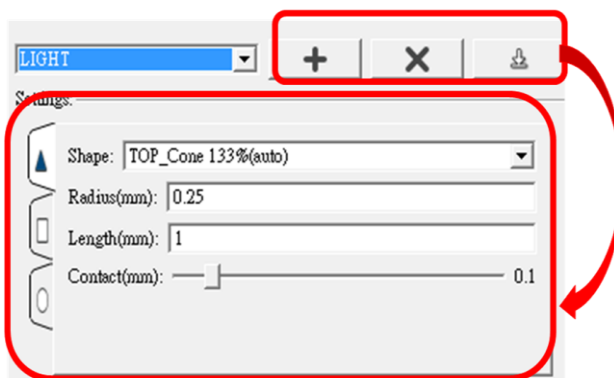 LIGHT
Settings:
Shape: TOP_Cone 133%(auto)
Radius(mm): 0.25
Length(mm): 1
Contact(mm): 0.1